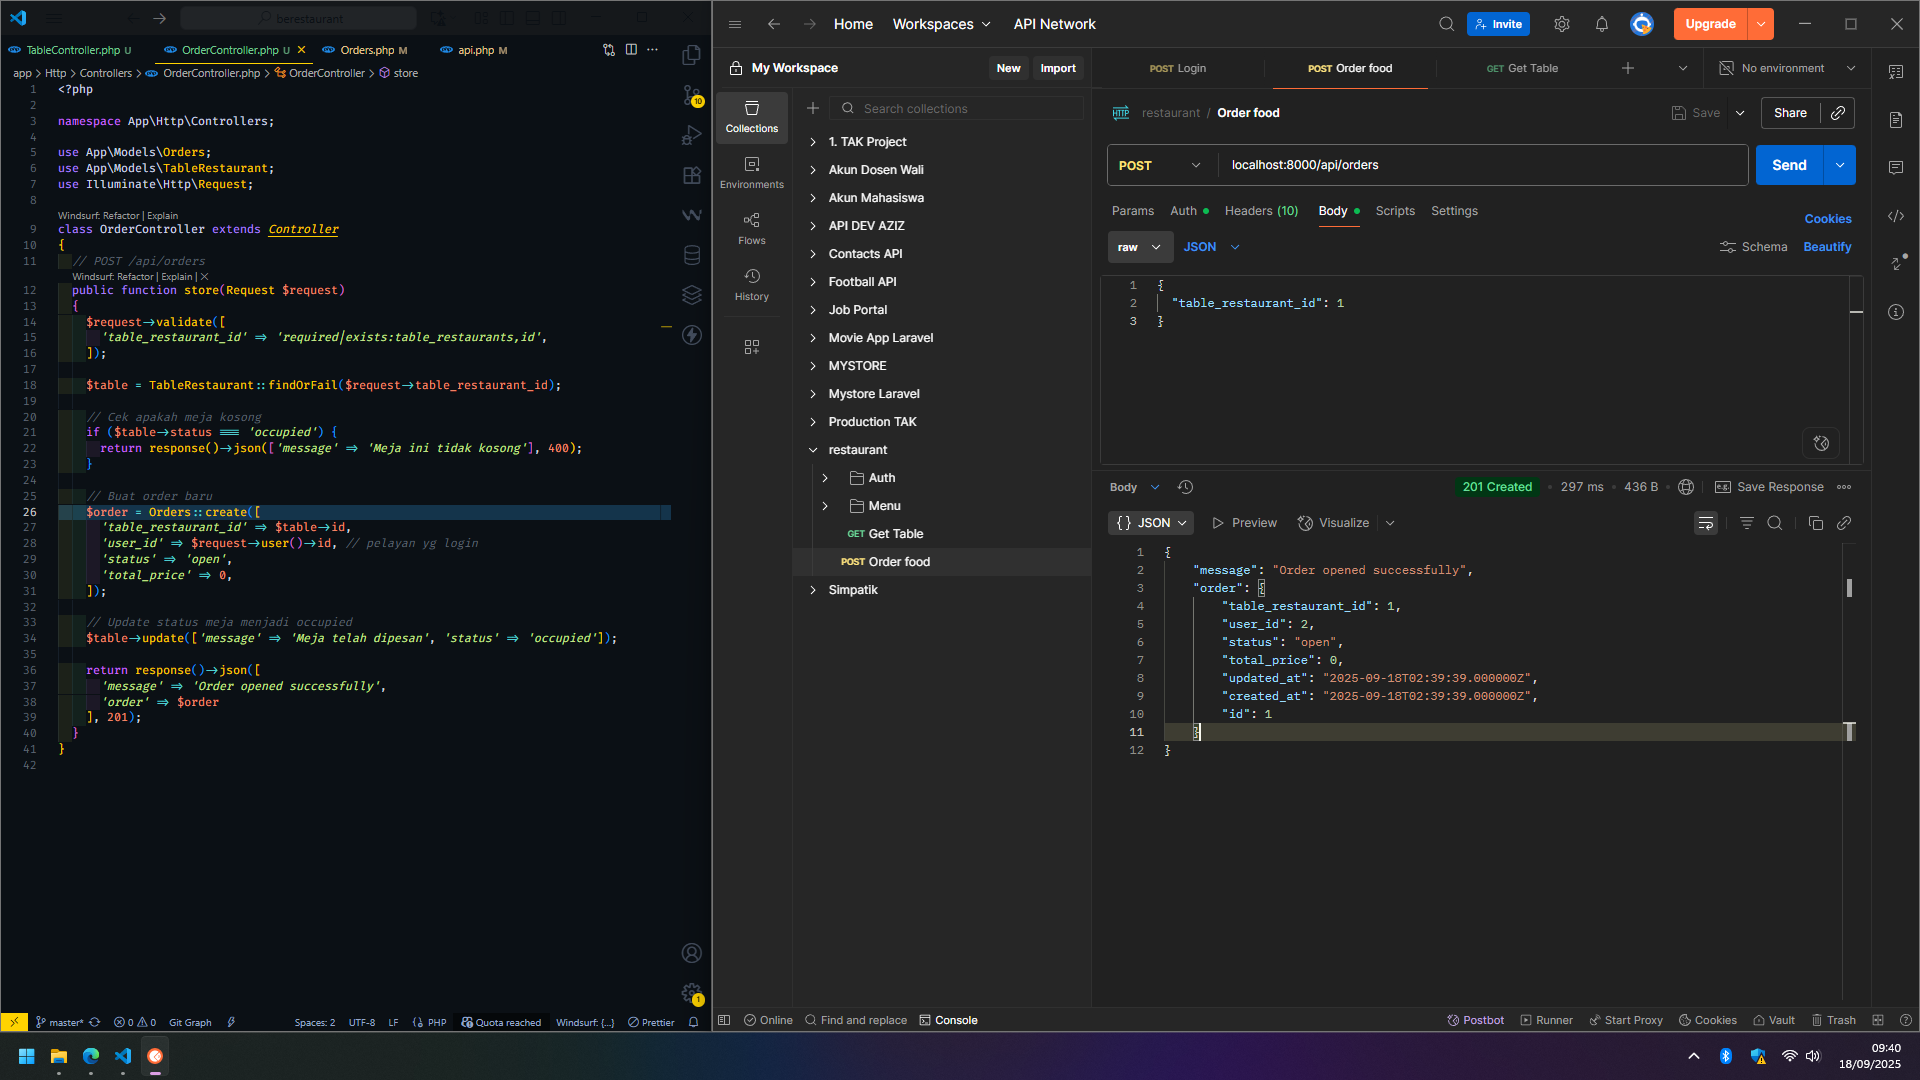 berestaurant
TableController.php U
OrderController.php U
Orders.php M
api.php M
app > Http > Controllers > OrderController.php > OrderController > store
1 <?php
2
3 namespace App\Http\Controllers;
4
5 use App\Models\Orders;
6 use App\Models\TableRestaurant;
7 use Illuminate\Http\Request;
8
Windsurf: Refactor | Explain
9 class OrderController extends Controller
10 {
11 // POST /api/orders
Windsurf: Refactor | Explain | X
12 public function store(Request $request)
13 {
14 $request->validate([
15 'table_restaurant_id' => 'required|exists:table_restaurants,id',
16 ]);
17
18 $table = TableRestaurant::findOrFail($request->table_restaurant_id);
19
20 // Cek apakah meja kosong
21 if ($table->status === 'occupied') {
22 return response()->json(['message' => 'Meja ini tidak kosong'], 400);
23 }
24
25 // Buat order baru
26 $order = Orders::create([
27 'table_restaurant_id' => $table->id,
28 'user_id' => $request->user()->id, // pelayan yg login
29 'status' => 'open',
30 'total_price' => 0,
31 ]);
32
33 // Update status meja menjadi occupied
34 $table->update(['message' => 'Meja telah dipesan', 'status' => 'occupied']);
35
36 return response()->json([
37 'message' => 'Order opened successfully',
38 'order' => $order
39 ], 201);
40 }
41 }
42
10
1
master*
0 0
Git Graph
Spaces: 2
UTF-8
LF
PHP
Quota reached
Windsurf: {...}
Prettier
Home
Workspaces
API Network
Invite
Upgrade
My Workspace
New
Import
POST Login
POST Order food
GET Get Table
No environment
Collections
Environments
Flows
History
Search collections
1. TAK Project
Akun Dosen Wali
Akun Mahasiswa
API DEV AZIZ
Contacts API
Football API
Job Portal
Movie App Laravel
MYSTORE
Mystore Laravel
Production TAK
restaurant
Auth
Menu
GET Get Table
POST Order food
Simpatik
HTTP
restaurant / Order food
Save
Share
POST
localhost:8000/api/orders
Send
Params
Auth
Headers (10)
Body
Scripts
Settings
Cookies
raw
JSON
Schema
Beautify
1 {
2 "table_restaurant_id": 1
3 }
Body
201 Created
297 ms
436 B
e.g.
Save Response
{} JSON
Preview
Visualize
1 {
2 "message": "Order opened successfully",
3 "order": {
4 "table_restaurant_id": 1,
5 "user_id": 2,
6 "status": "open",
7 "total_price": 0,
8 "updated_at": "2025-09-18T02:39:39.000000Z",
9 "created_at": "2025-09-18T02:39:39.000000Z",
10 "id": 1
11 }
12 }
Online
Find and replace
Console
Postbot
Runner
Start Proxy
Cookies
Vault
Trash
09:40
18/09/2025